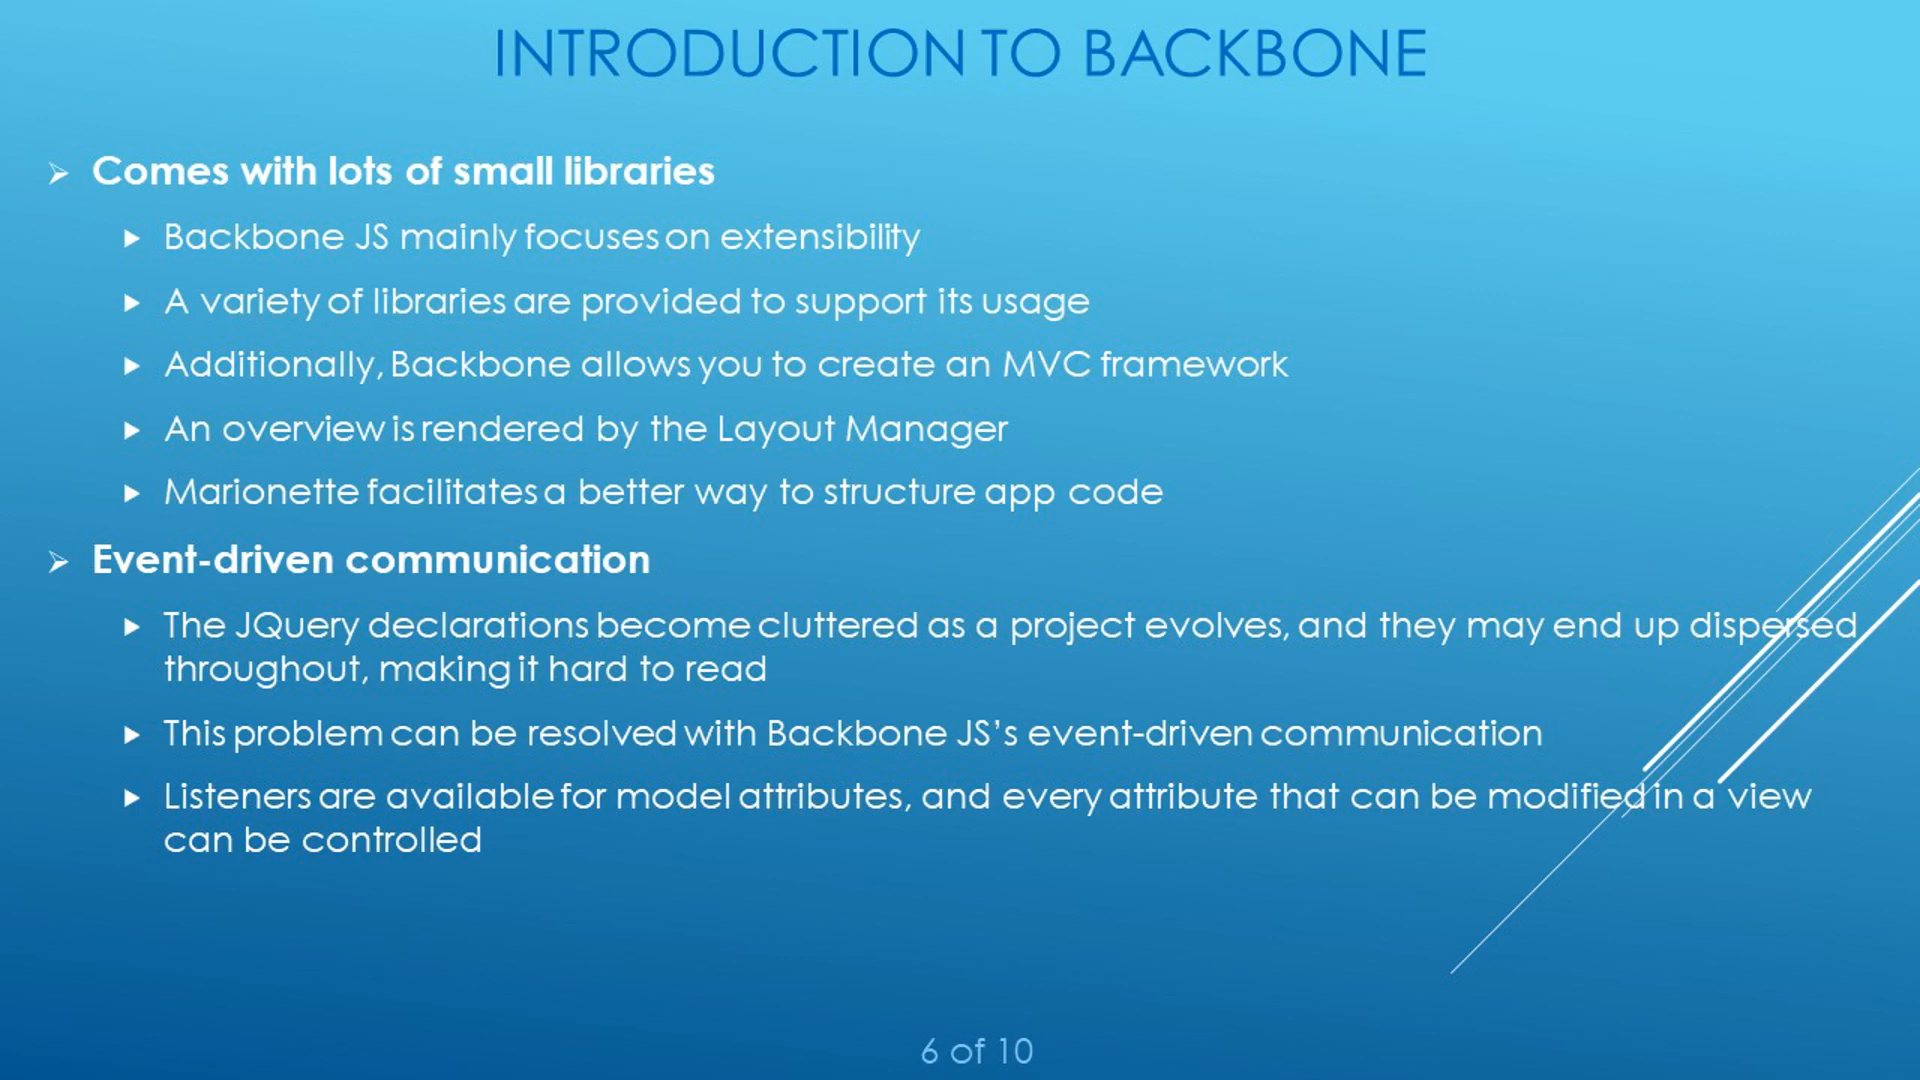 INTRODUCTION TO BACKBONE
Comes with lots of small libraries
Backbone JS mainly focuses on extensibility
A variety of libraries are provided to support its usage
Additionally, Backbone allows you to create an MVC framework
An overview is rendered by the Layout Manager
Marionette facilitates a better way to structure app code
Event-driven communication
The JQuery declarations become cluttered as a project evolves, and they may end up dispersed
throughout, making it hard to read
This problem can be resolved with Backbone JS’s event-driven communication
Listeners are available for model attributes, and every attribute that can be modified in a view
can be controlled
6 of 10